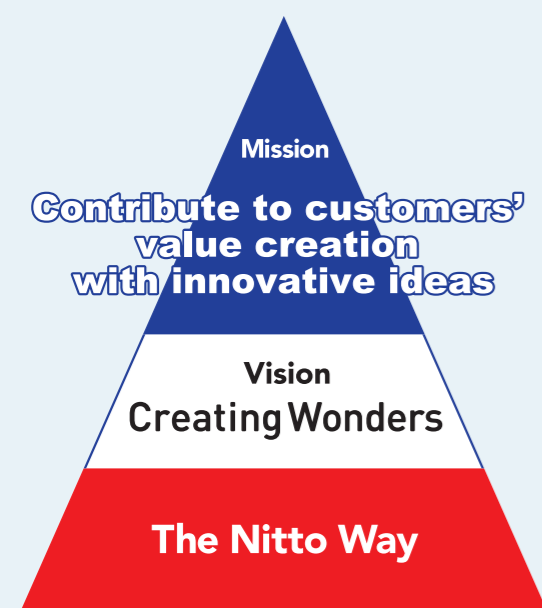 Mission
Contribute to customers’
value creation
with innovative ideas
Vision
Creating Wonders
The Nitto Way